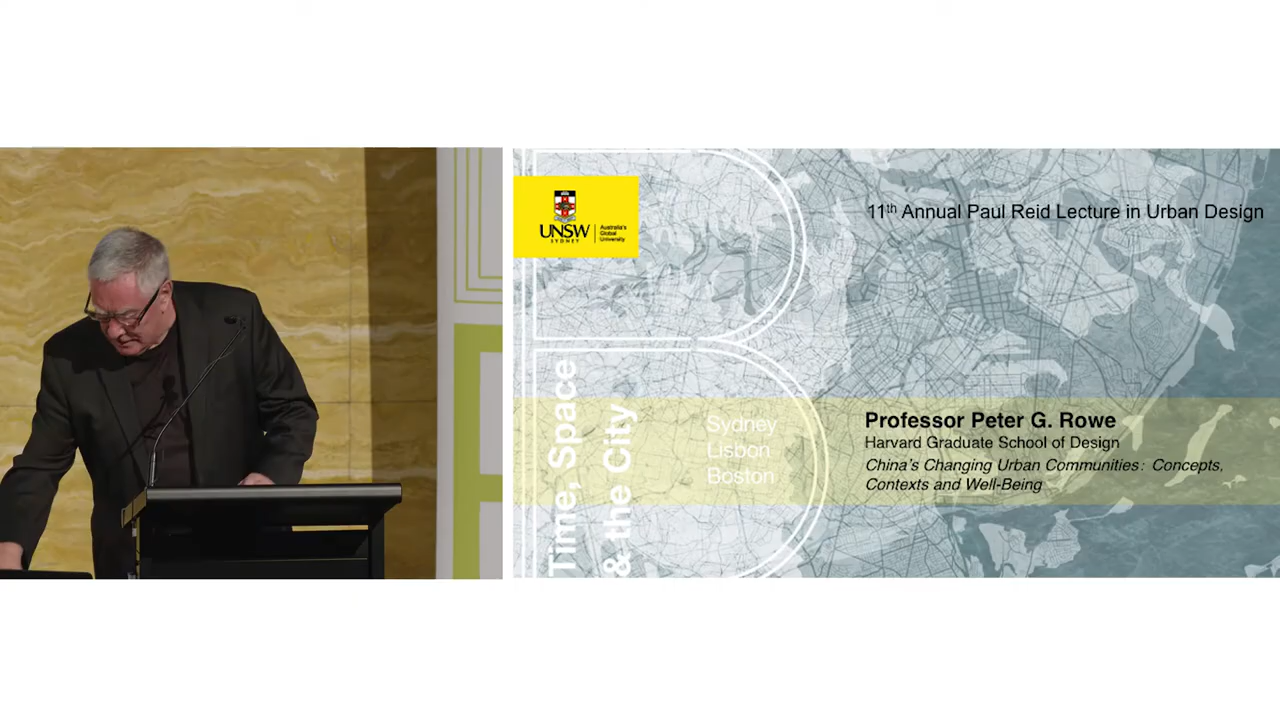 UNSW
SYDNEY
Australia's
Global
University
11th Annual Paul Reid Lecture in Urban Design
Time, Space
& the City
Sydney
Lisbon
Boston
Professor Peter G. Rowe
Harvard Graduate School of Design
China's Changing Urban Communities: Concepts,
Contexts and Well-Being